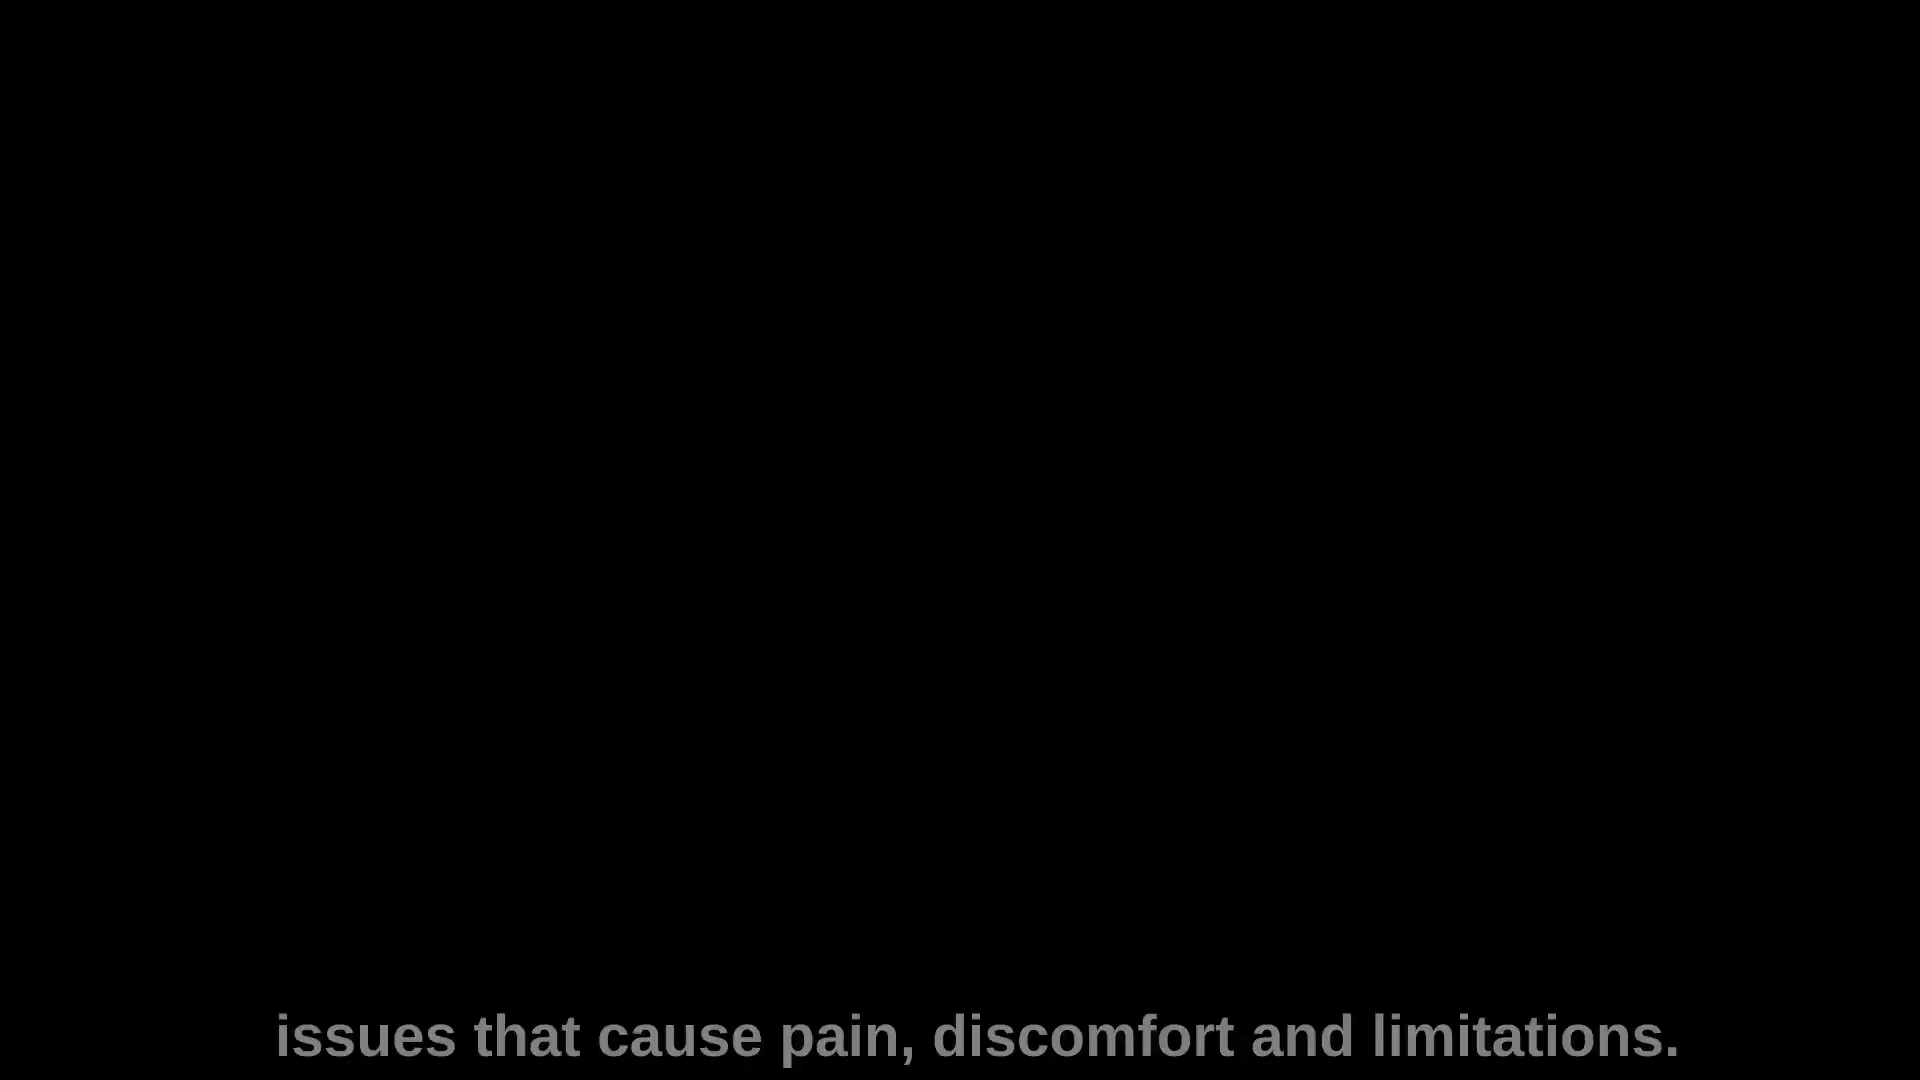 issues that cause pain, discomfort and limitations.